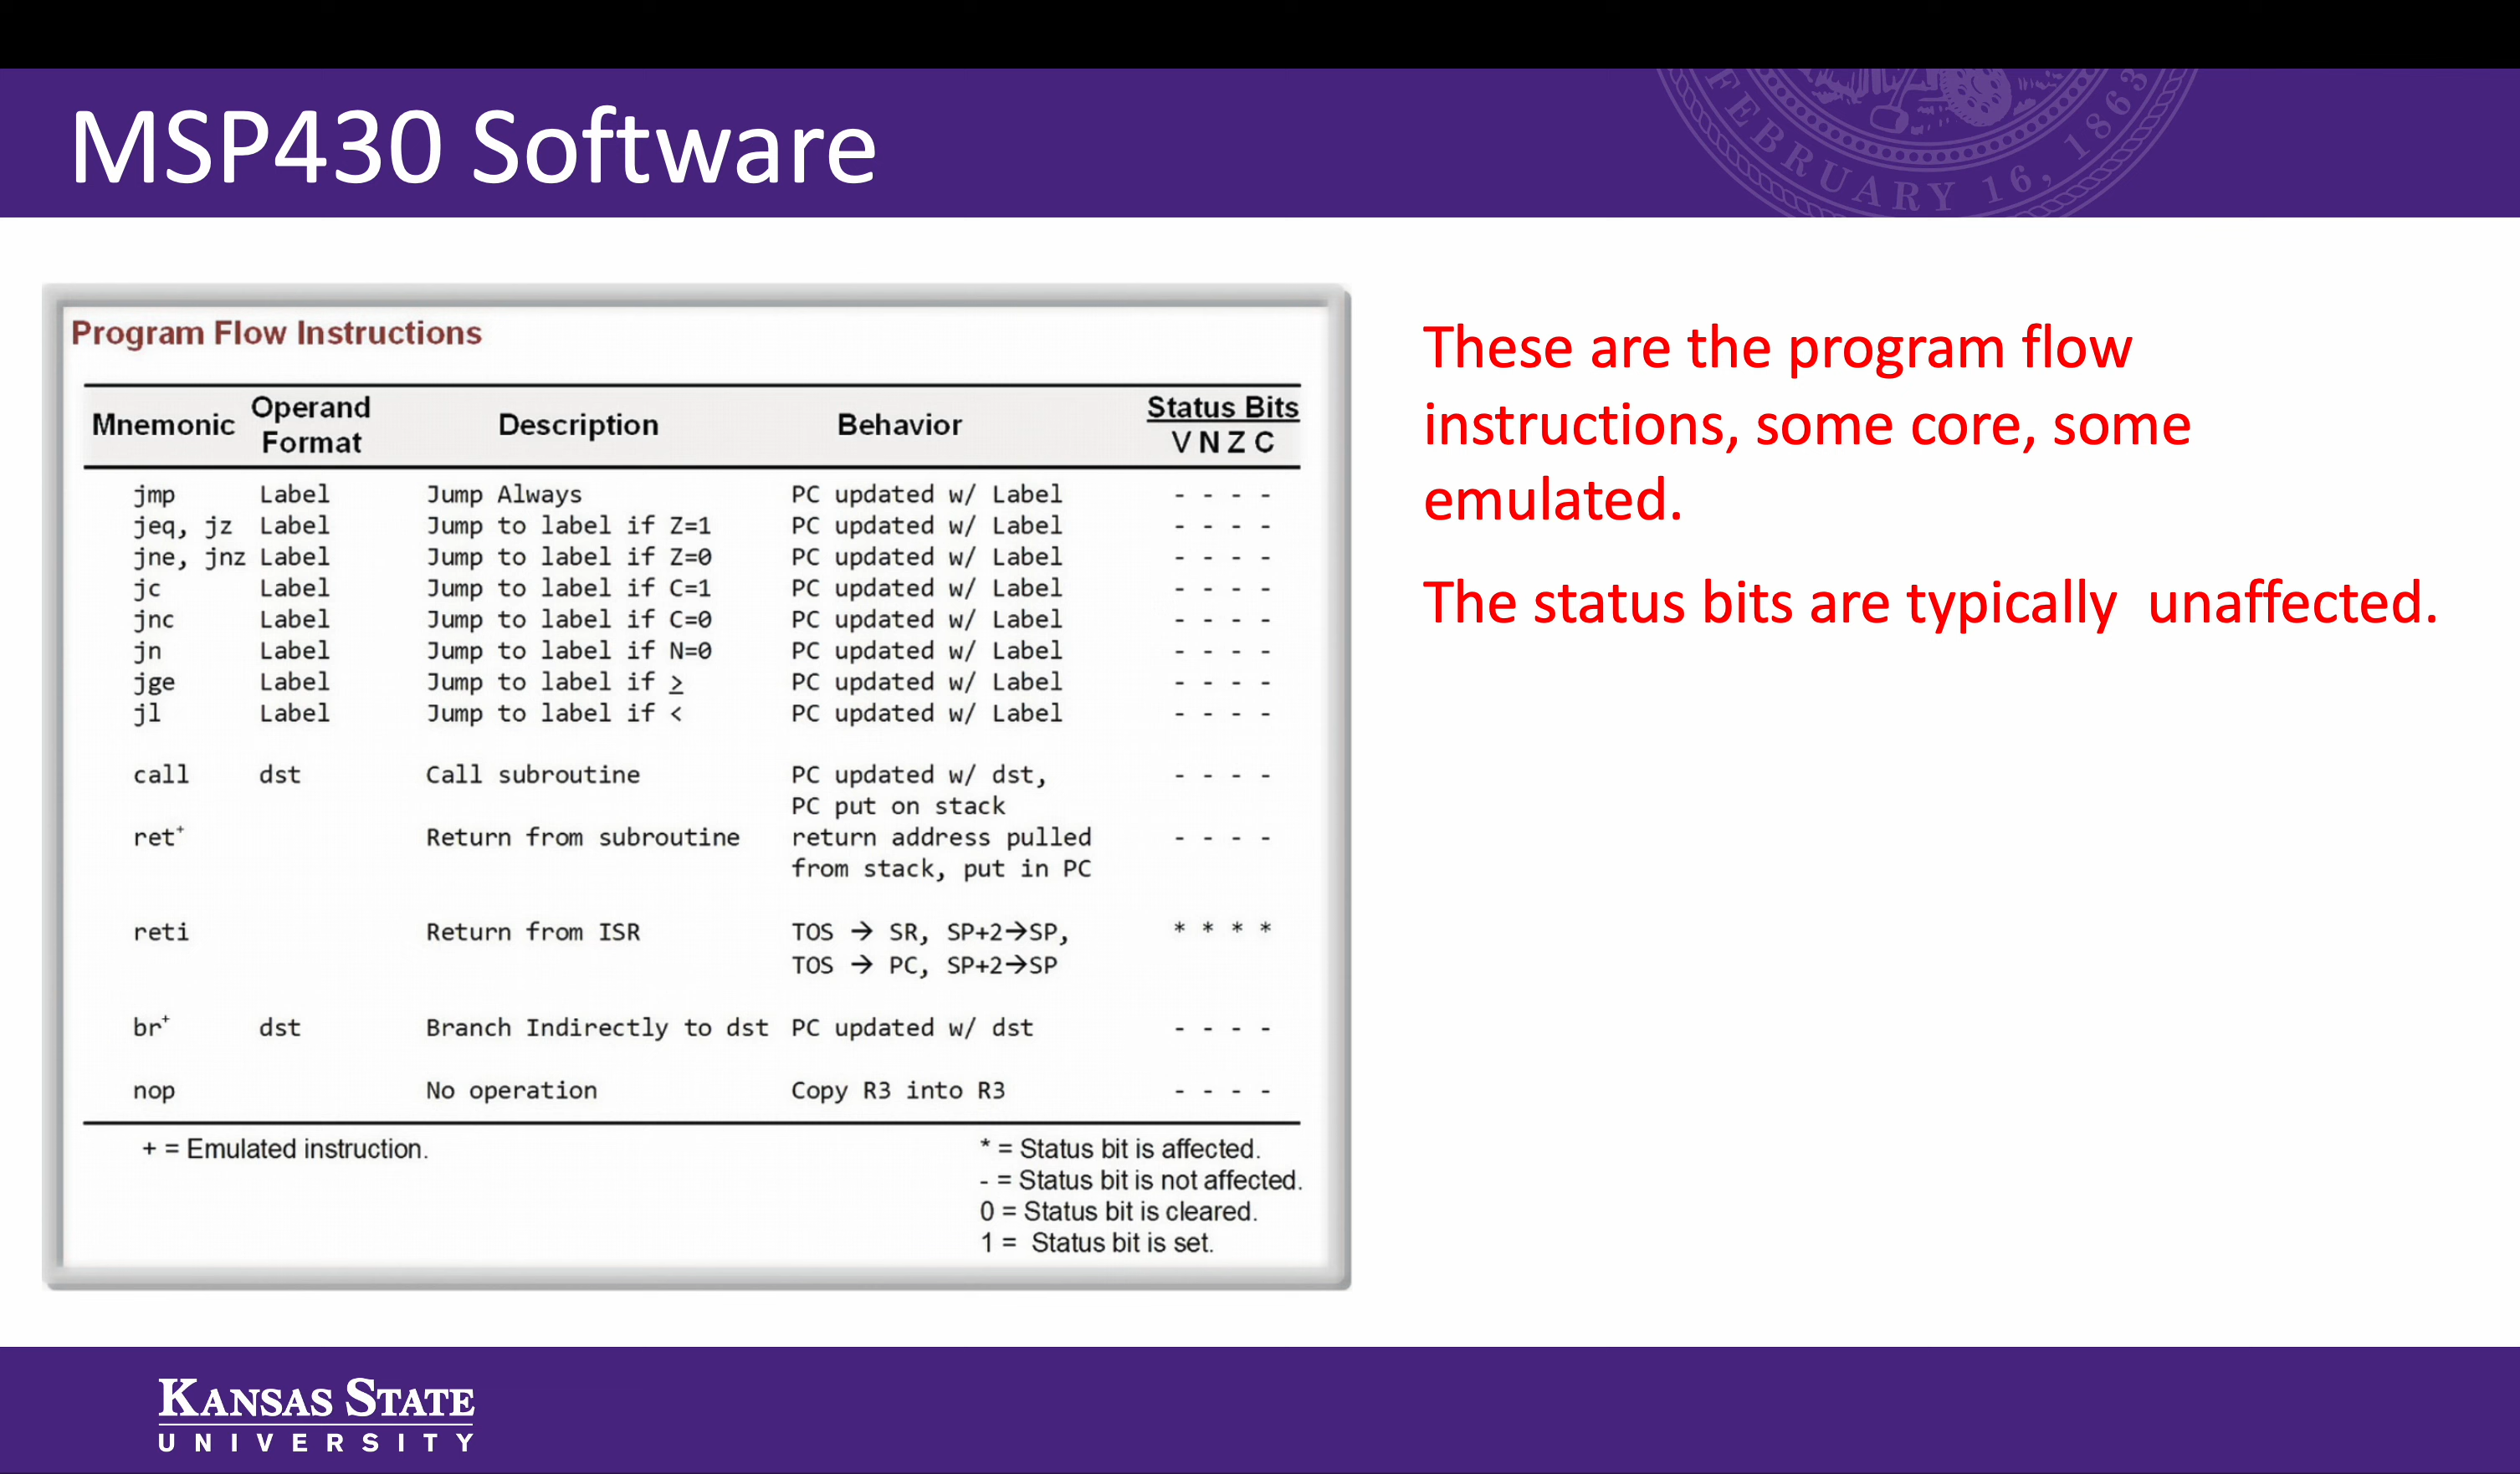 FEBRUARY 16, 1863
MSP430 Software
Program Flow Instructions
Mnemonic Operand Format Description Behavior Status Bits V N Z C
jmp Label Jump Always PC updated w/ Label - - - -
jeq, jz Label Jump to label if Z=1 PC updated w/ Label - - - -
jne, jnz Label Jump to label if Z=0 PC updated w/ Label - - - -
jc Label Jump to label if C=1 PC updated w/ Label - - - -
jnc Label Jump to label if C=0 PC updated w/ Label - - - -
jn Label Jump to label if N=0 PC updated w/ Label - - - -
jge Label Jump to label if ≥ PC updated w/ Label - - - -
jl Label Jump to label if < PC updated w/ Label - - - -
call dst Call subroutine PC updated w/ dst, - - - -
PC put on stack
ret+ Return from subroutine return address pulled - - - -
from stack, put in PC
reti Return from ISR TOS → SR, SP+2→SP, * * * *
TOS → PC, SP+2→SP
br+ dst Branch Indirectly to dst PC updated w/ dst - - - -
nop No operation Copy R3 into R3 - - - -
+ = Emulated instruction. * = Status bit is affected.
- = Status bit is not affected.
0 = Status bit is cleared.
1 = Status bit is set.
These are the program flow
instructions, some core, some
emulated.
The status bits are typically unaffected.
KANSAS STATE
UNIVERSITY